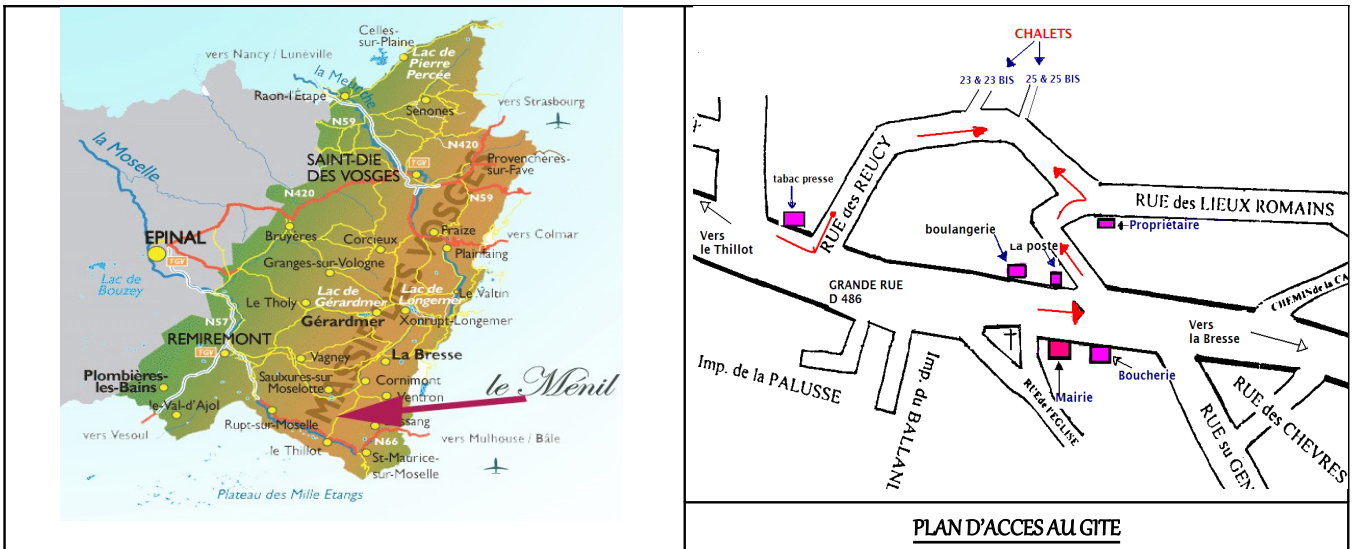 Celles-
sur-Plaine
vers Nancy / Lunéville
Lac de
Pierre
Percée
la Meurthe
Raon-l'Étape
Senones
vers Strasbourg
N59
N420
la Moselle
SAINT-DIE
DES VOSGES
TGV
Provenchères-
sur-Fave
N420
N59
MASSIF DES VOSGES
Bruyères
Fraize
vers Colmar
EPINAL
TGV
Corcieux
Plainfaing
Granges-sur-Vologne
Lac de
Bouzey
Lac de
Gérardmer
Lac de
Longemer
Le Valtin
Le Tholy
N57
Gérardmer
Xonrupt-Longemer
REMIREMONT
TGV
Vagney
La Bresse
Plombières-
les-Bains
Saulxures-sur
Moselotte
Cornimont
le Ménil
Ventron
le-Val-d'Ajol
Rupt-sur-Moselle
ssang
vers Vesoul
N66
vers Mulhouse / Bâle
le Thillot
St-Maurice-
sur-Moselle
Plateau des Mille Etangs
CHALETS
23 & 23 BIS
25 & 25 BIS
tabac presse
RUE des REUCY
RUE des LIEUX ROMAINS
Propriétaire
Vers
le Thillot
boulangerie
La poste
GRANDE RUE
D 486
CHEMIN de la CA
Vers
la Bresse
Imp. de la PALUSSE
Imp. du BALLAN
RUE de l'EGLISE
Mairie
Boucherie
RUE su GEN
RUE des CHEVRES
PLAN D'ACCES AU GITE